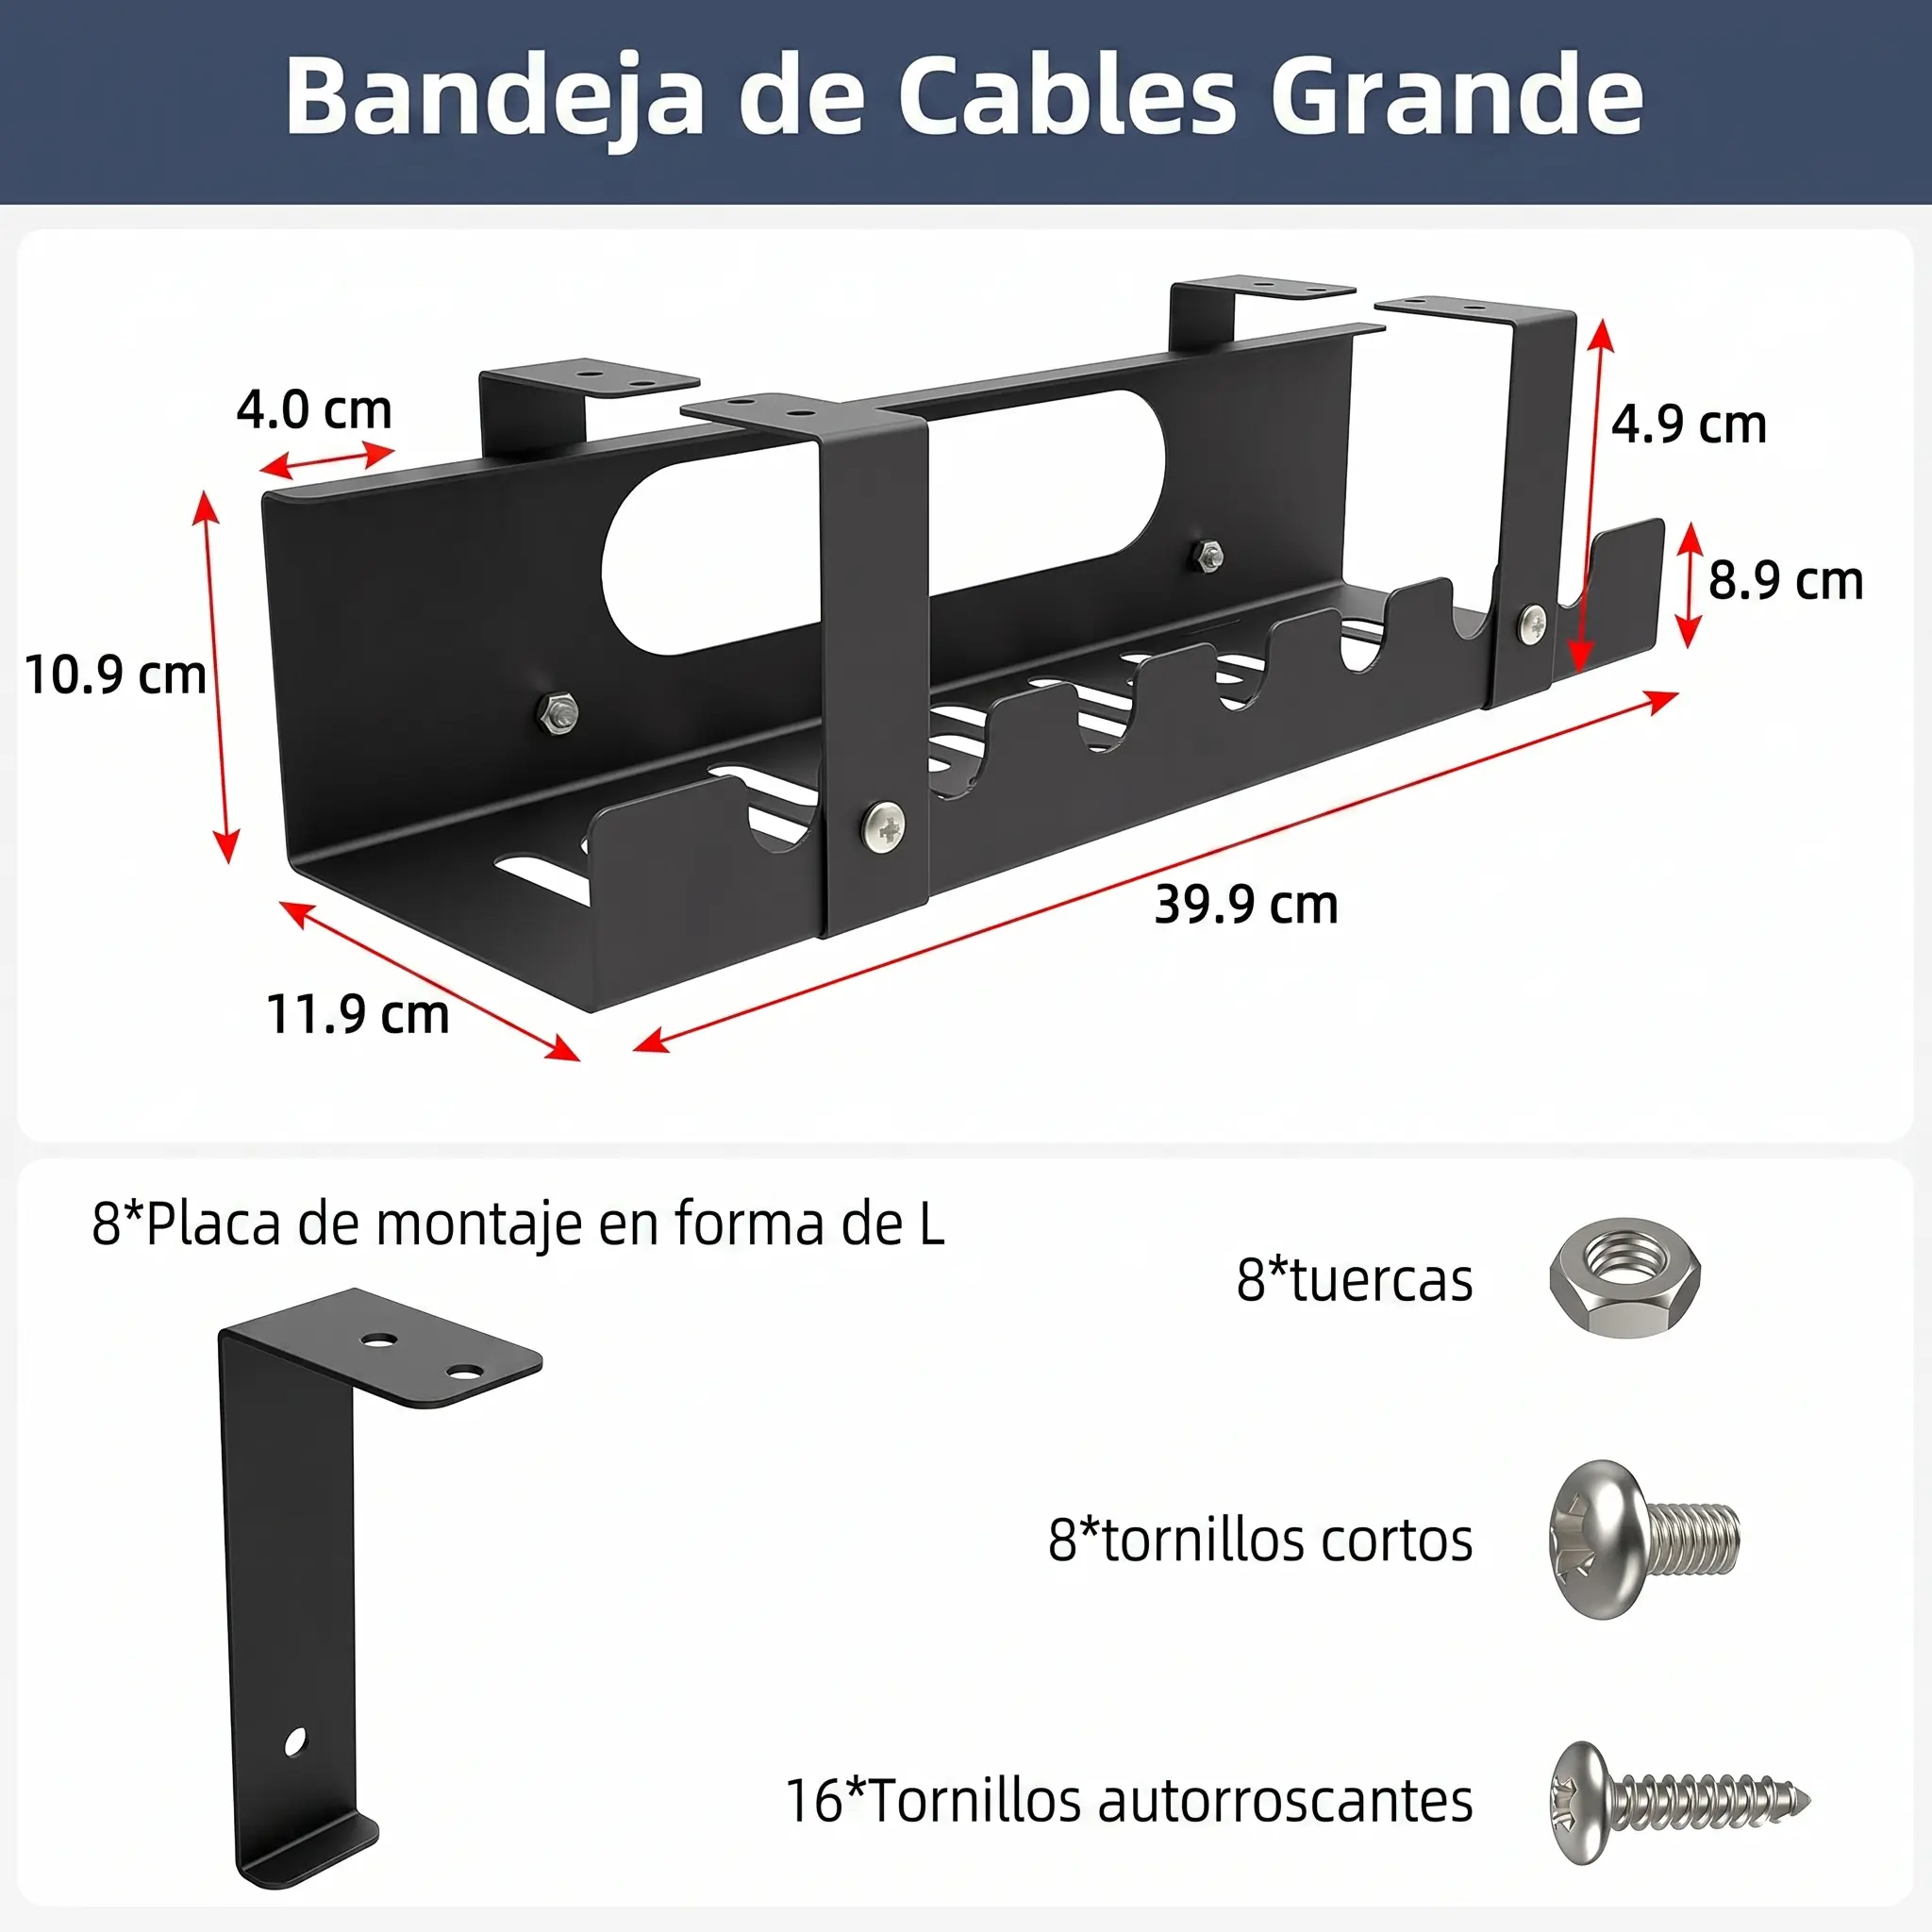 Bandeja de Cables Grande
4.0 cm
4.9 cm
8.9 cm
10.9 cm
39.9 cm
11.9 cm
8*Placa de montaje en forma de L
8*tuercas
8*tornillos cortos
16*Tornillos autorroscantes